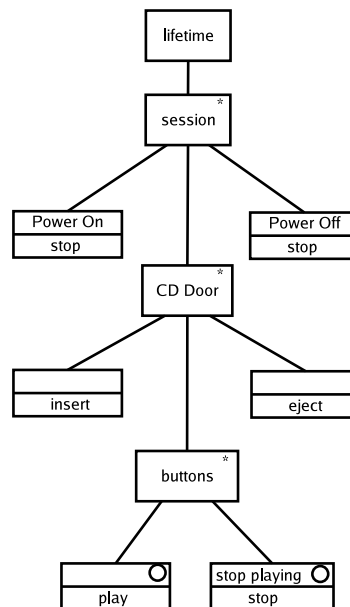 lifetime
*
session
Power On
stop
Power Off
stop
*
CD Door
insert
eject
*
buttons
play
stop playing
stop